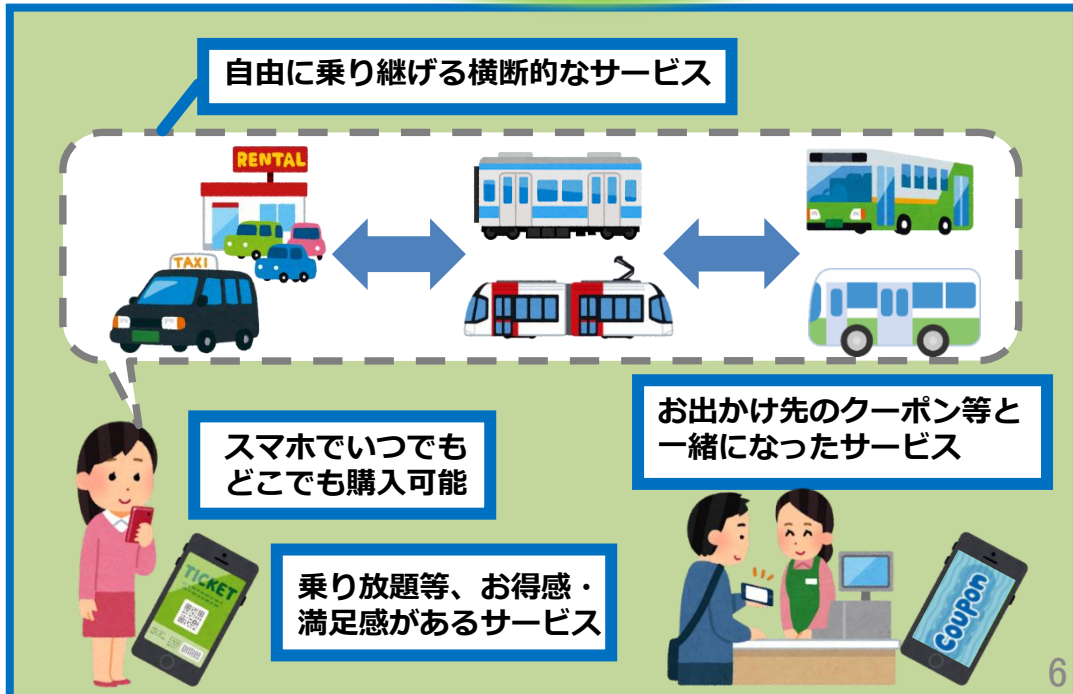 自由に乗り継げる横断的なサービス
RENTAL
TAXI
スマホでいつでも
どこでも購入可能
お出かけ先のクーポン等と
一緒になったサービス
TICKET
乗り放題等、お得感・
満足感があるサービス
Coupon
6